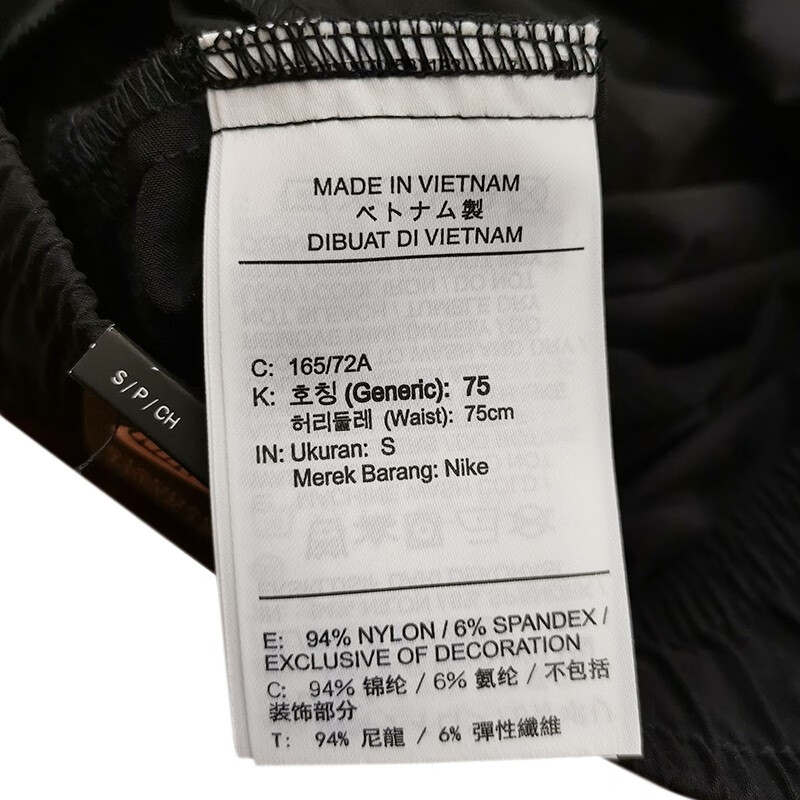 MADE IN VIETNAM
ベトナム製
DIBUAT DI VIETNAM
C: 165/72A
K: 호칭 (Generic): 75
허리둘레 (Waist): 75cm
IN: Ukuran: S
Merek Barang: Nike
S/P/CH
E: 94% NYLON / 6% SPANDEX /
EXCLUSIVE OF DECORATION
C: 94% 锦纶 / 6% 氨纶 / 不包括
装饰部分
T: 94% 尼龍 / 6% 彈性纖維